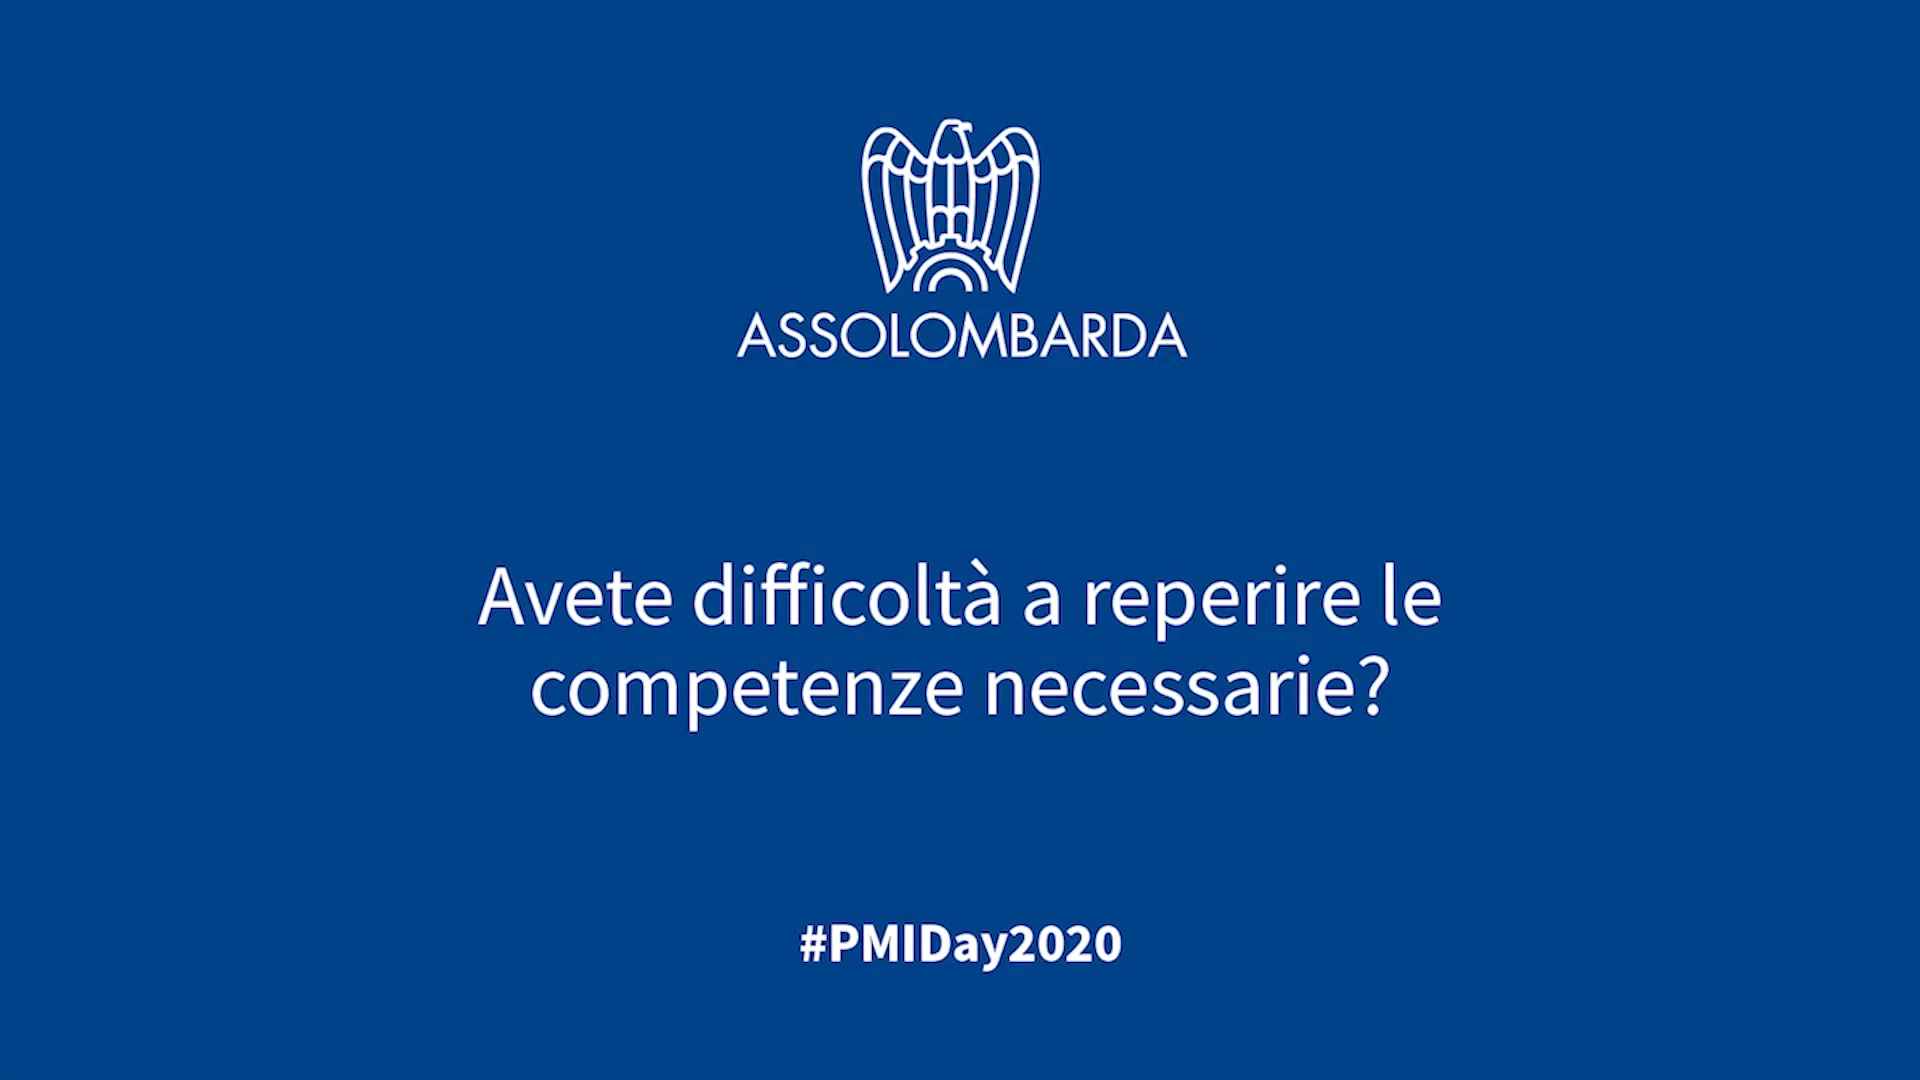 ASSOLOMBARDA
Avete difficoltà a reperire le
competenze necessarie?
#PMIDay2020